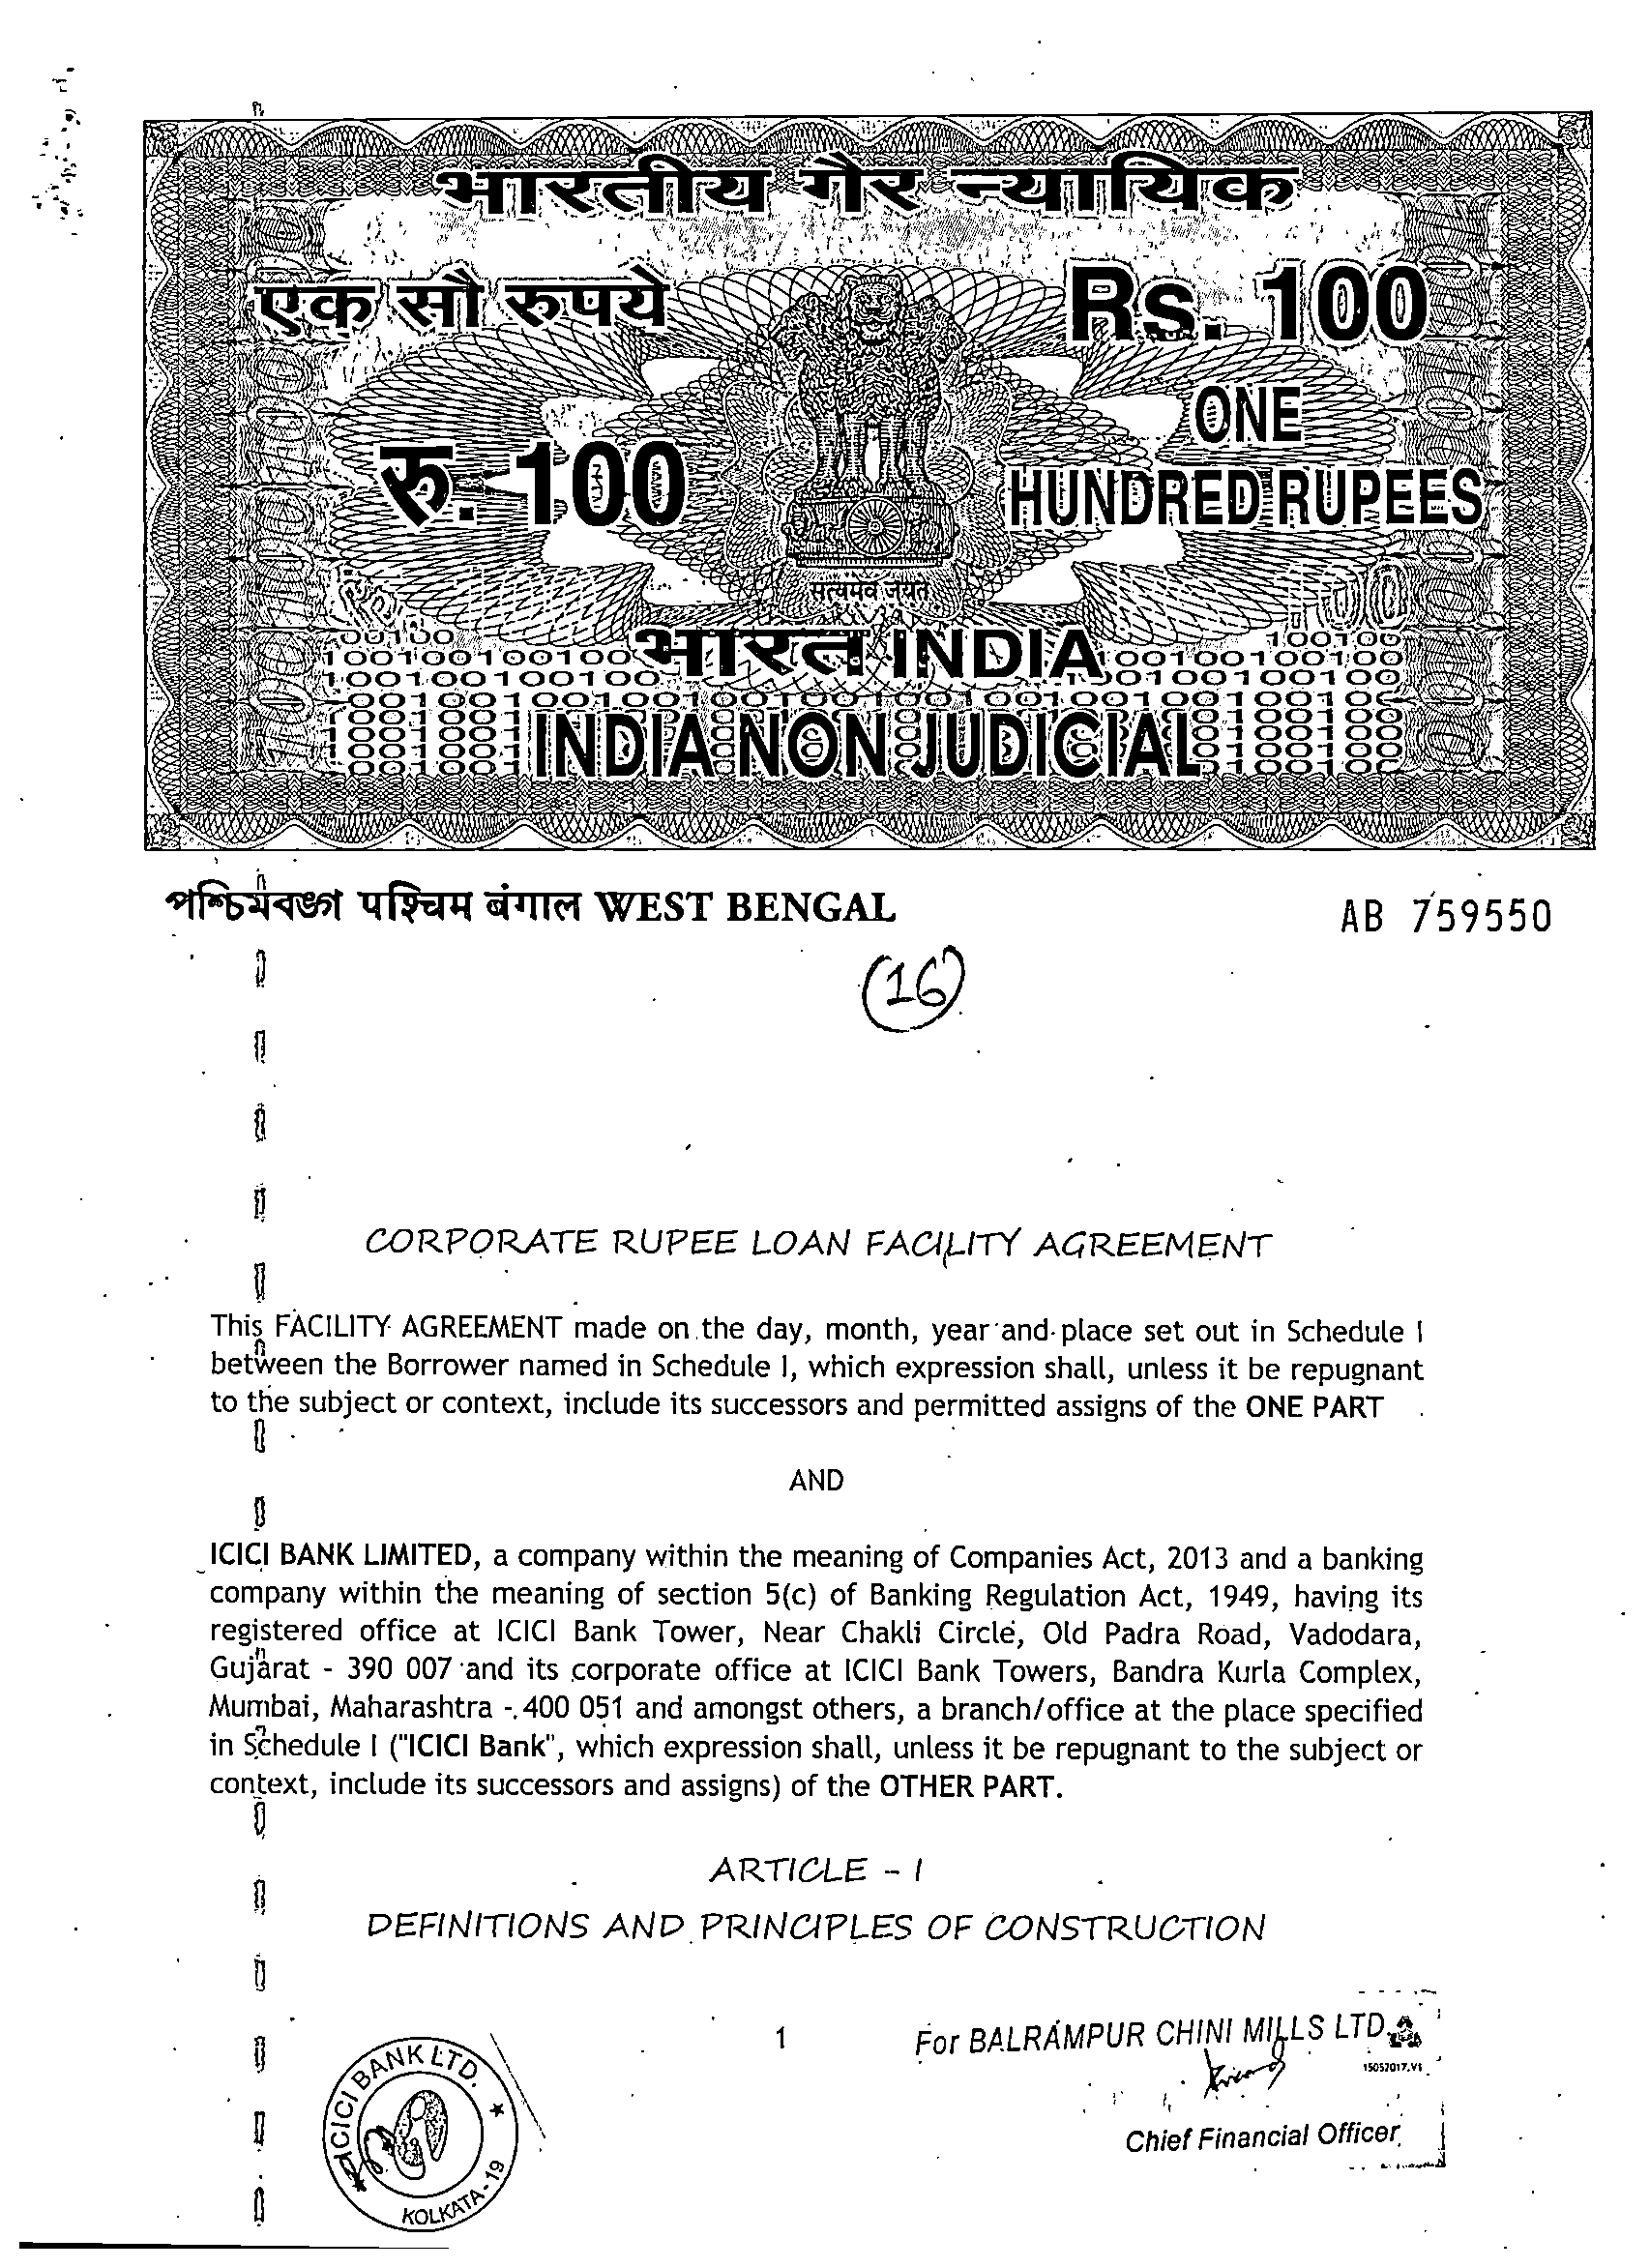 भारतीय गैर न्यायिक
एक सौ रुपये
Rs. 100
रु. 100
ONE
HUNDRED RUPEES
सत्यमेव जयते
भारत INDIA
INDIA NON JUDICIAL
পশ্চিমবঙ্গ पश्चिम बंगाल WEST BENGAL
AB 759550
(16)
CORPORATE RUPEE LOAN FACILITY AGREEMENT
This FACILITY AGREEMENT made on the day, month, year and place set out in Schedule I
between the Borrower named in Schedule I, which expression shall, unless it be repugnant
to the subject or context, include its successors and permitted assigns of the ONE PART
AND
ICICI BANK LIMITED, a company within the meaning of Companies Act, 2013 and a banking
company within the meaning of section 5(c) of Banking Regulation Act, 1949, having its
registered office at ICICI Bank Tower, Near Chakli Circle, Old Padra Road, Vadodara,
Gujarat - 390 007 and its corporate office at ICICI Bank Towers, Bandra Kurla Complex,
Mumbai, Maharashtra - 400 051 and amongst others, a branch/office at the place specified
in Schedule I ("ICICI Bank", which expression shall, unless it be repugnant to the subject or
context, include its successors and assigns) of the OTHER PART.
ARTICLE - I
DEFINITIONS AND PRINCIPLES OF CONSTRUCTION
1
For BALRAMPUR CHINI MILLS LTD.
15052017.V1
Chief Financial Officer
ICICI BANK LTD.
KOLKATA-19